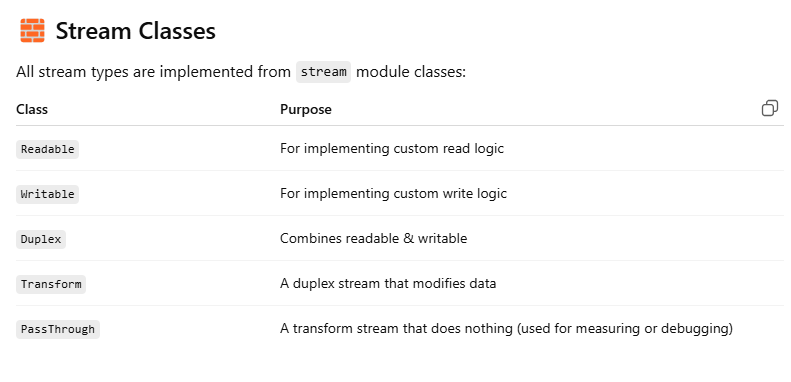 Stream Classes
All stream types are implemented from stream module classes:
Class Purpose
Readable For implementing custom read logic
Writable For implementing custom write logic
Duplex Combines readable & writable
Transform A duplex stream that modifies data
PassThrough A transform stream that does nothing (used for measuring or debugging)